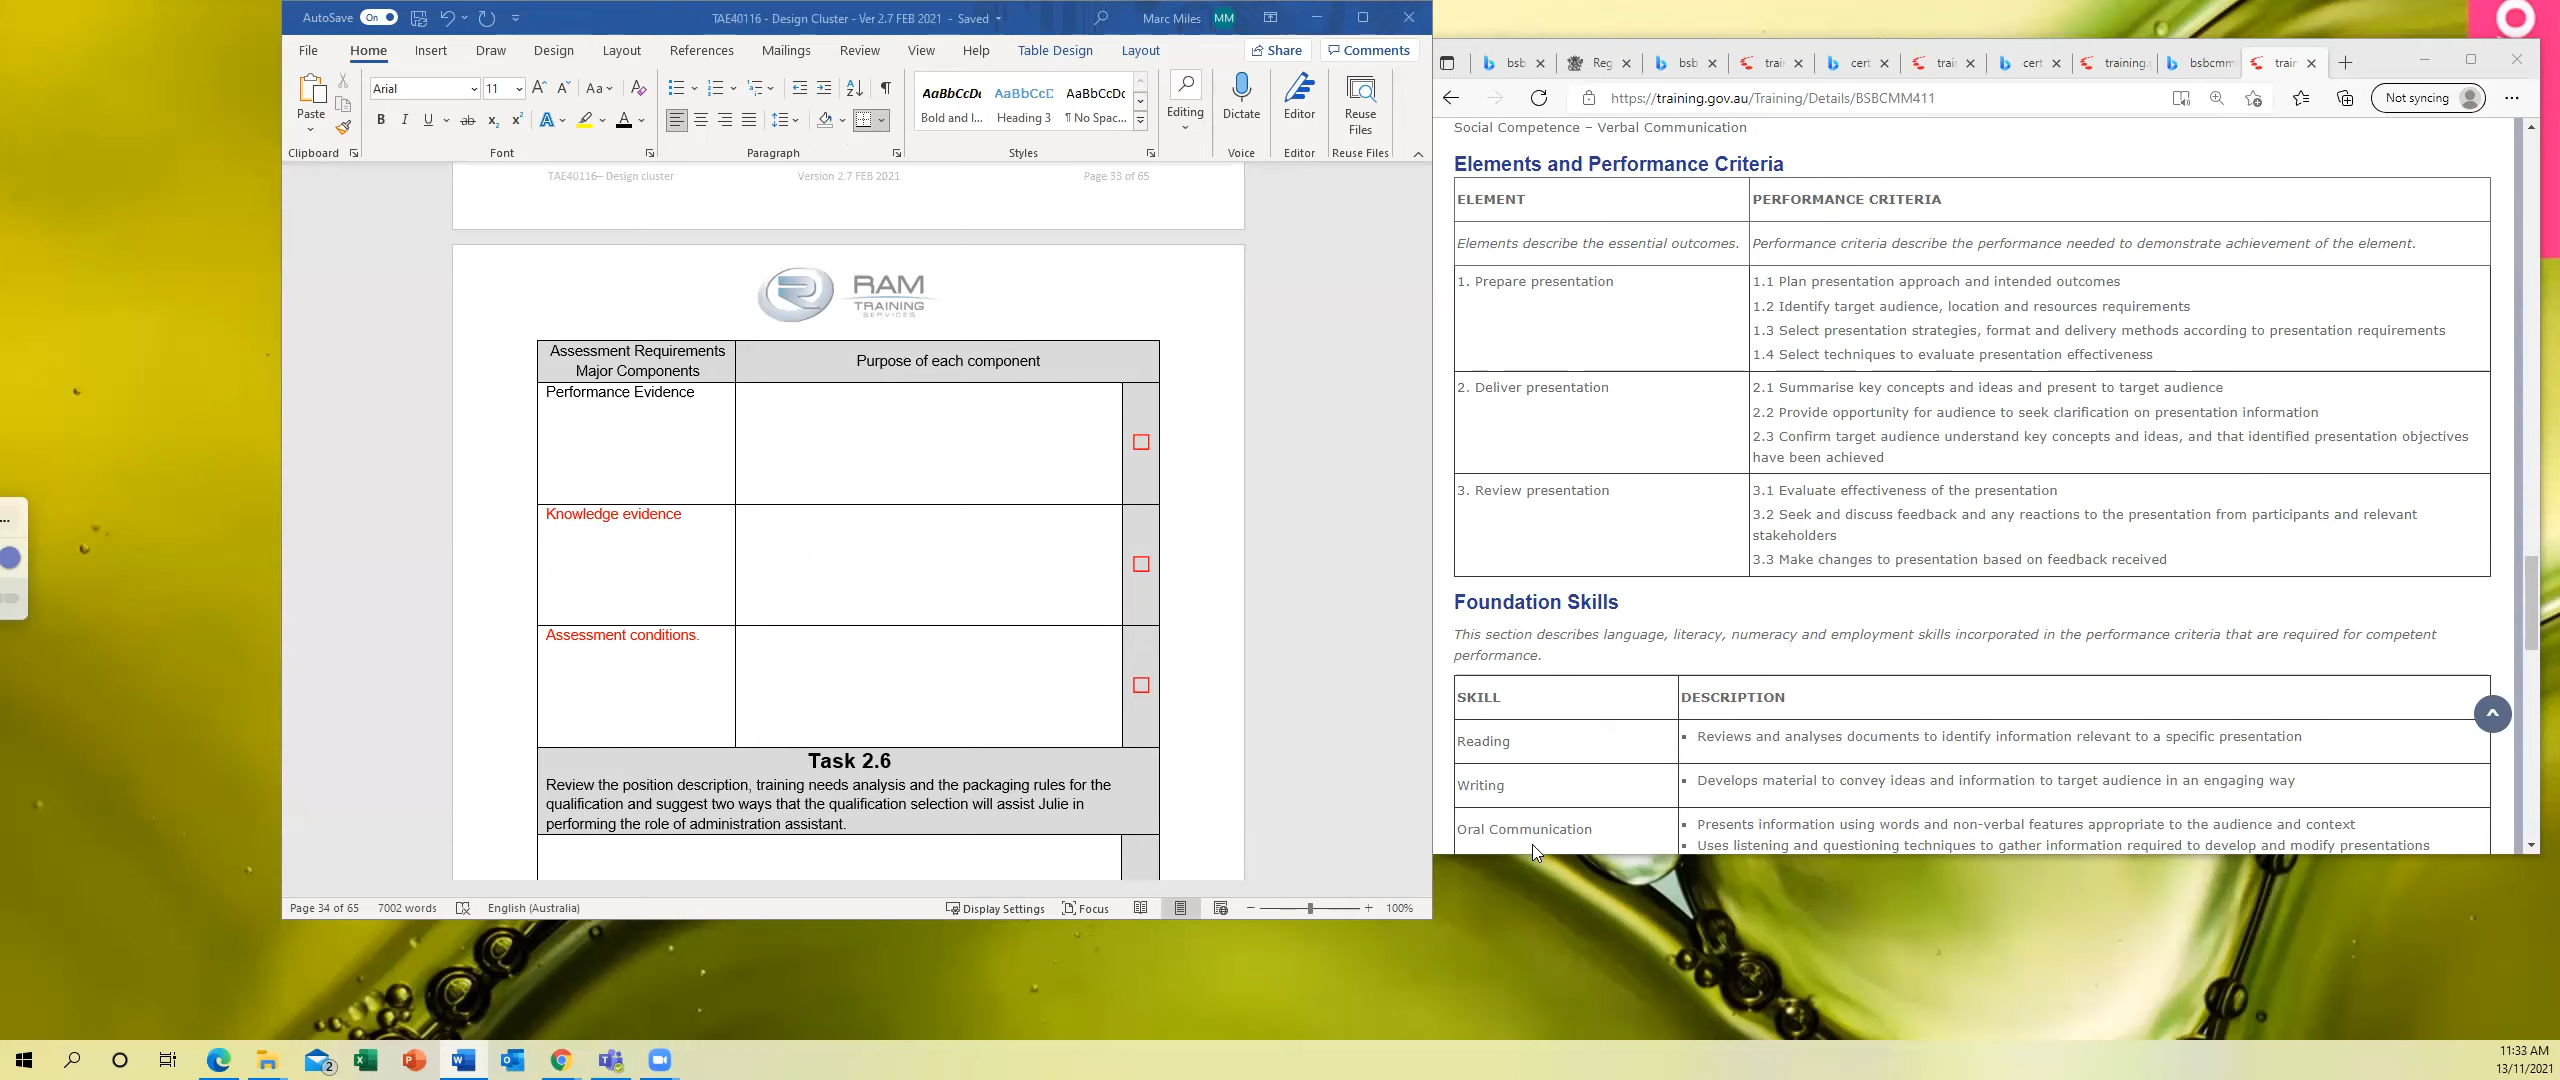 AutoSave On
TAE40116 - Design Cluster - Ver 2.7 FEB 2021 - Saved
Marc Miles MM
File Home Insert Draw Design Layout References Mailings Review View Help Table Design Layout Share Comments
Paste
Arial 11
AaBbCcDc AaBbCcD AaBbCcDc
Bold and I... Heading 3 ¶ No Spac...
Editing
Dictate
Editor
Reuse Files
Clipboard Font Paragraph Styles Voice Editor Reuse Files
TAE40116– Design cluster Version 2.7 FEB 2021 Page 33 of 65
RAM
TRAINING
SERVICES
Assessment Requirements Major Components
Purpose of each component
Performance Evidence
Knowledge evidence
Assessment conditions.
Task 2.6
Review the position description, training needs analysis and the packaging rules for the
qualification and suggest two ways that the qualification selection will assist Julie in
performing the role of administration assistant.
Page 34 of 65 7002 words English (Australia) Display Settings Focus 100%
bsb Reg bsb trair cert trair cert training. bsbcmm trair
https://training.gov.au/Training/Details/BSBCMM411
Not syncing
Social Competence – Verbal Communication
Elements and Performance Criteria
ELEMENT PERFORMANCE CRITERIA
Elements describe the essential outcomes. Performance criteria describe the performance needed to demonstrate achievement of the element.
1. Prepare presentation
1.1 Plan presentation approach and intended outcomes
1.2 Identify target audience, location and resources requirements
1.3 Select presentation strategies, format and delivery methods according to presentation requirements
1.4 Select techniques to evaluate presentation effectiveness
2. Deliver presentation
2.1 Summarise key concepts and ideas and present to target audience
2.2 Provide opportunity for audience to seek clarification on presentation information
2.3 Confirm target audience understand key concepts and ideas, and that identified presentation objectives
have been achieved
3. Review presentation
3.1 Evaluate effectiveness of the presentation
3.2 Seek and discuss feedback and any reactions to the presentation from participants and relevant
stakeholders
3.3 Make changes to presentation based on feedback received
Foundation Skills
This section describes language, literacy, numeracy and employment skills incorporated in the performance criteria that are required for competent
performance.
SKILL DESCRIPTION
Reading
Reviews and analyses documents to identify information relevant to a specific presentation
Writing
Develops material to convey ideas and information to target audience in an engaging way
Oral Communication
Presents information using words and non-verbal features appropriate to the audience and context
Uses listening and questioning techniques to gather information required to develop and modify presentations
2
11:33 AM
13/11/2021